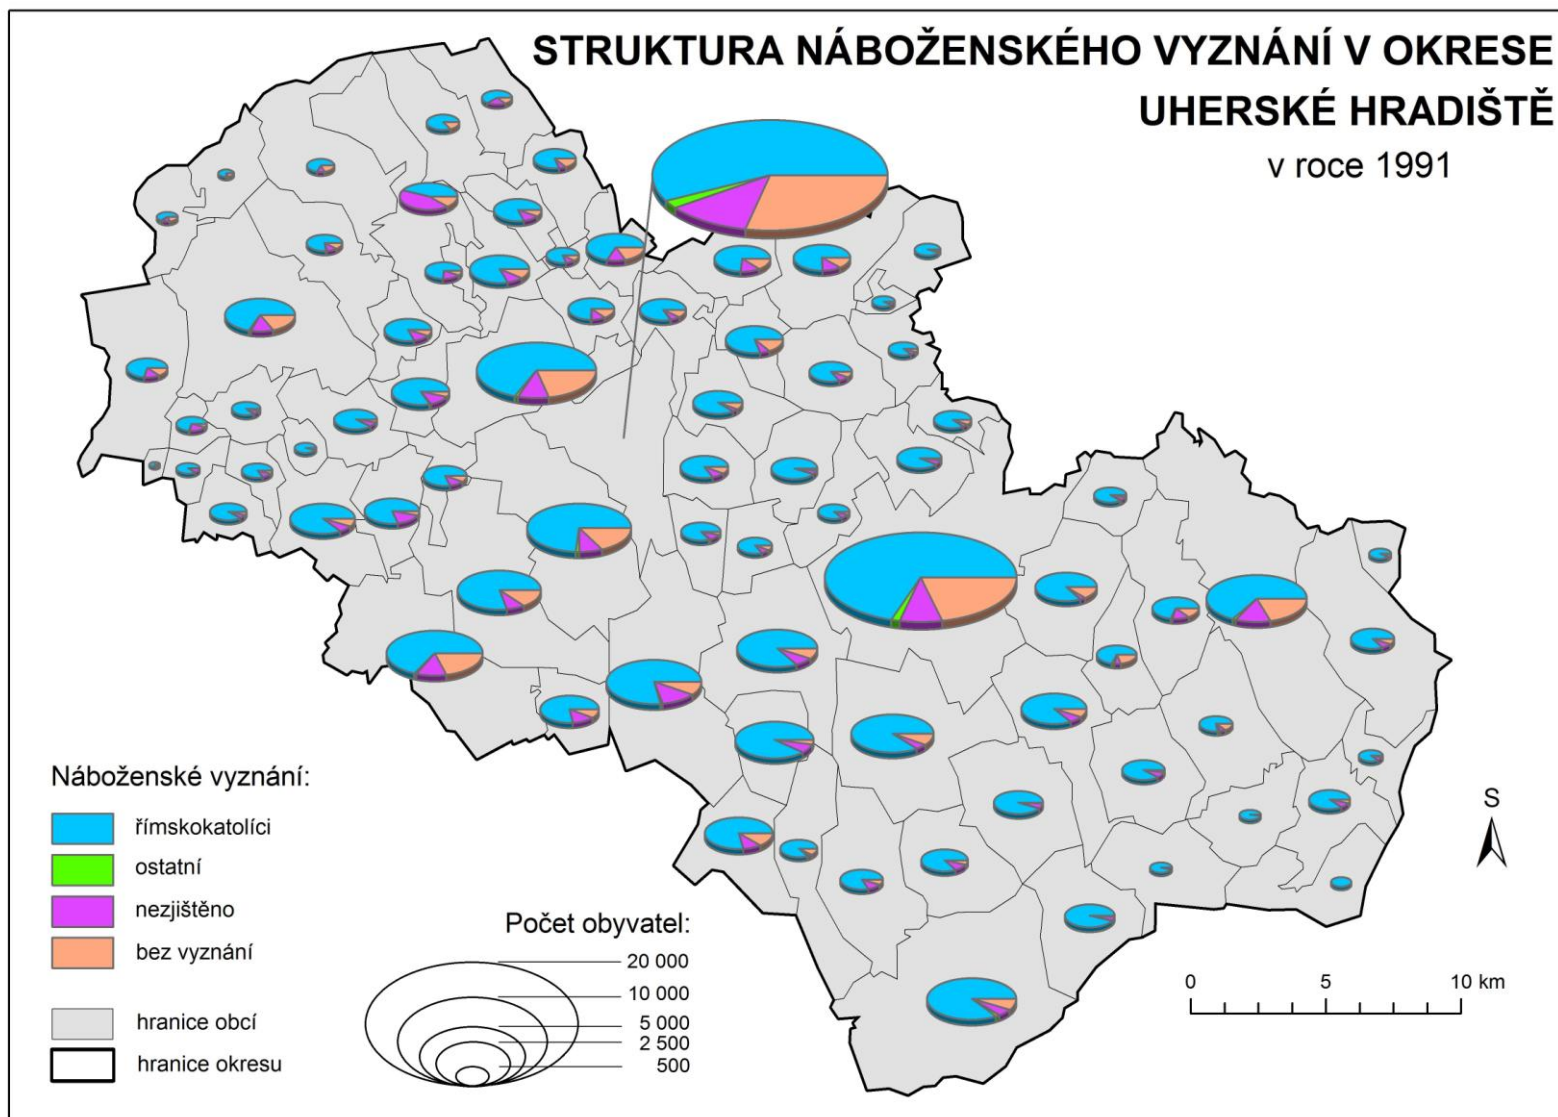 STRUKTURA NÁBOŽENSKÉHO VYZNÁNÍ V OKRESE
UHERSKÉ HRADIŠTĚ
v roce 1991
Náboženské vyznání:
římskokatolíci
ostatní
nezjištěno
bez vyznání
hranice obcí
hranice okresu
Počet obyvatel:
20 000
10 000
5 000
2 500
500
S
0 5 10 km